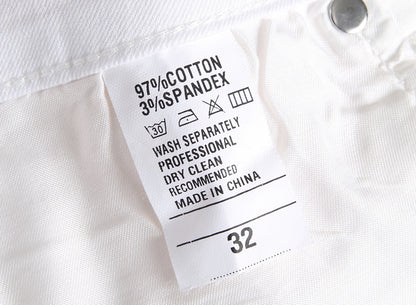 97%COTTON
3%SPANDEX
30
WASH SEPARATELY
PROFESSIONAL
DRY CLEAN
RECOMMENDED
MADE IN CHINA
32